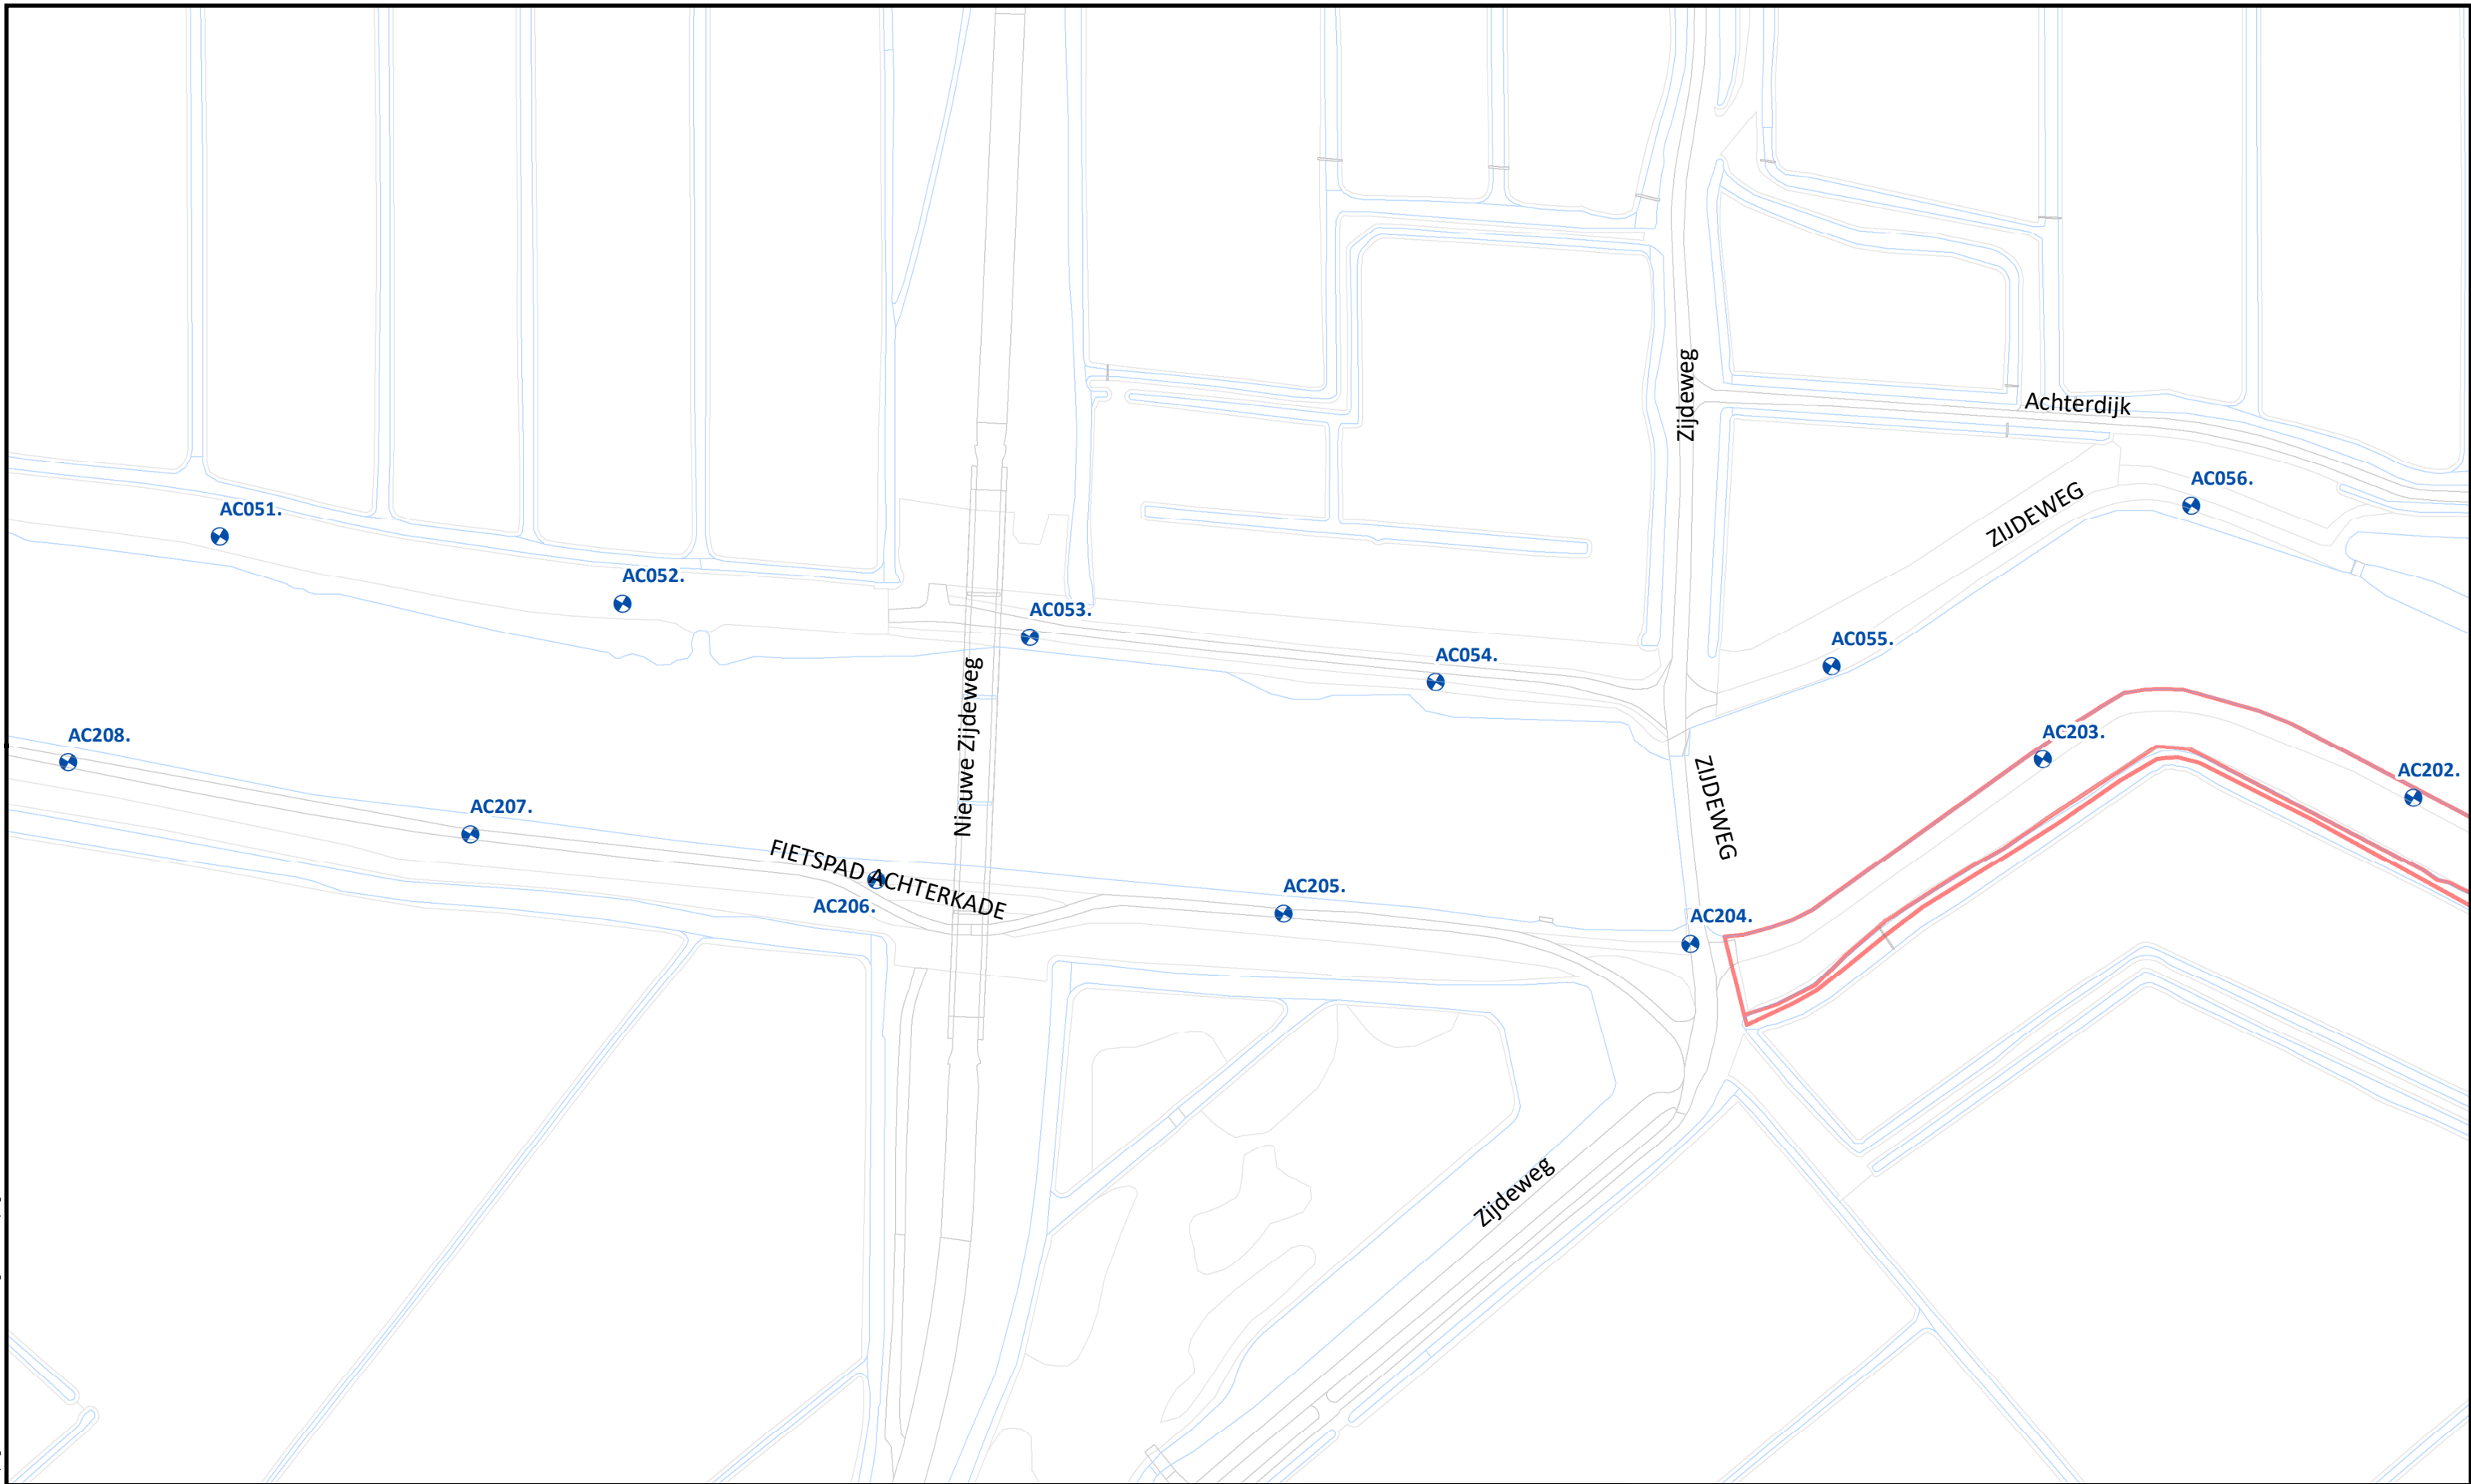 Zijdeweg
Achterdijk
AC056.
ZIJDEWEG
AC051.
AC052.
AC053.
AC054.
AC055.
Nieuwe Zijdeweg
AC208.
AC203.
AC202.
ZIJDEWEG
AC207.
FIETSPAD ACHTERKADE
AC206.
AC205.
AC204.
Zijdeweg